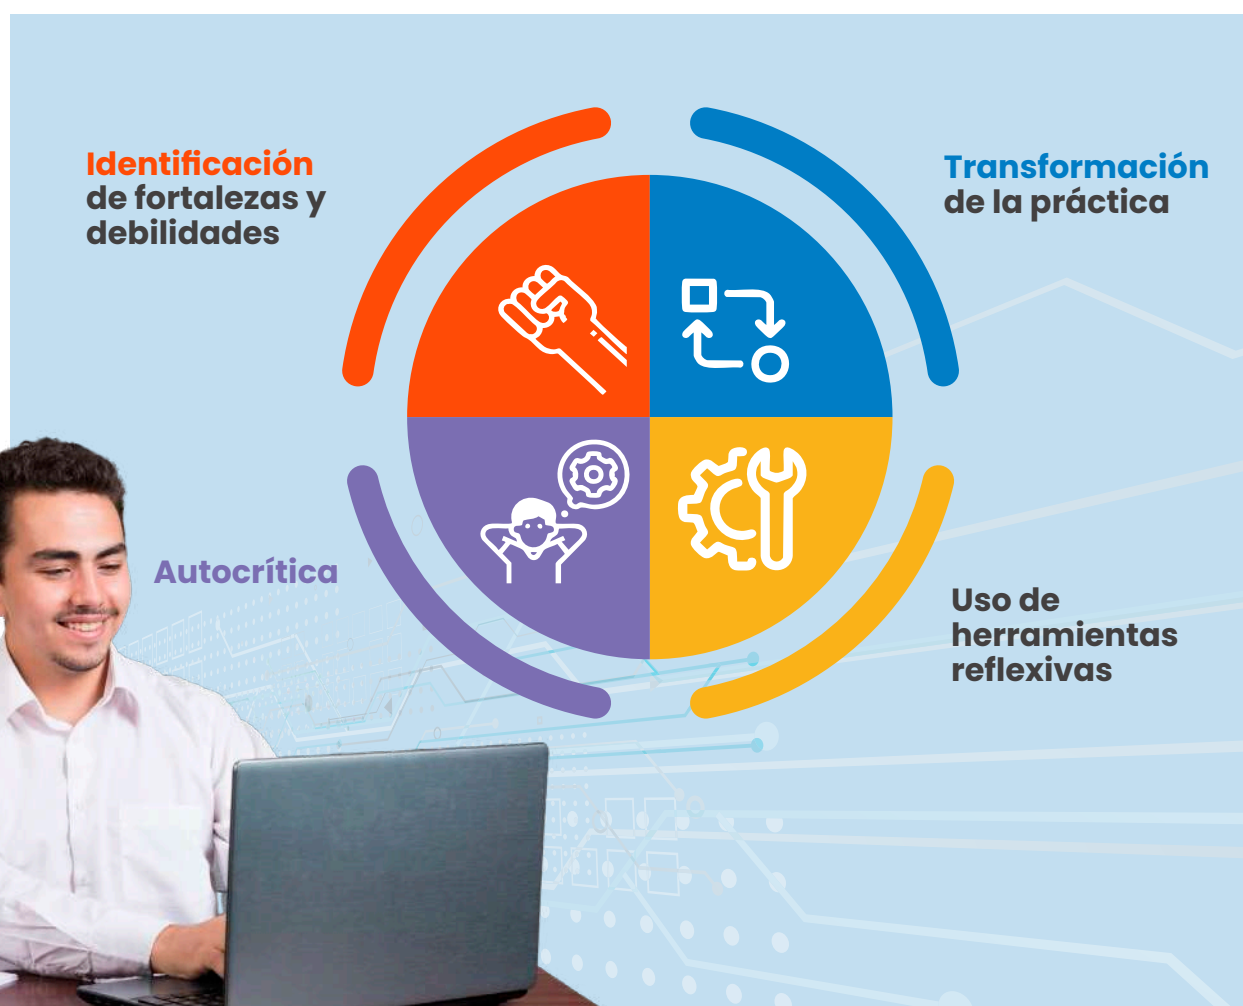 Identificación
de fortalezas y
debilidades
Transformación
de la práctica
Autocrítica
Uso de
herramientas
reflexivas